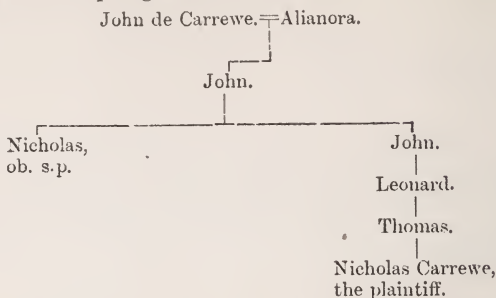 John de Carrewe.=Alianora.
John.
Nicholas,
ob. s.p.
John.
Leonard.
Thomas.
Nicholas Carrewe,
the plaintiff.